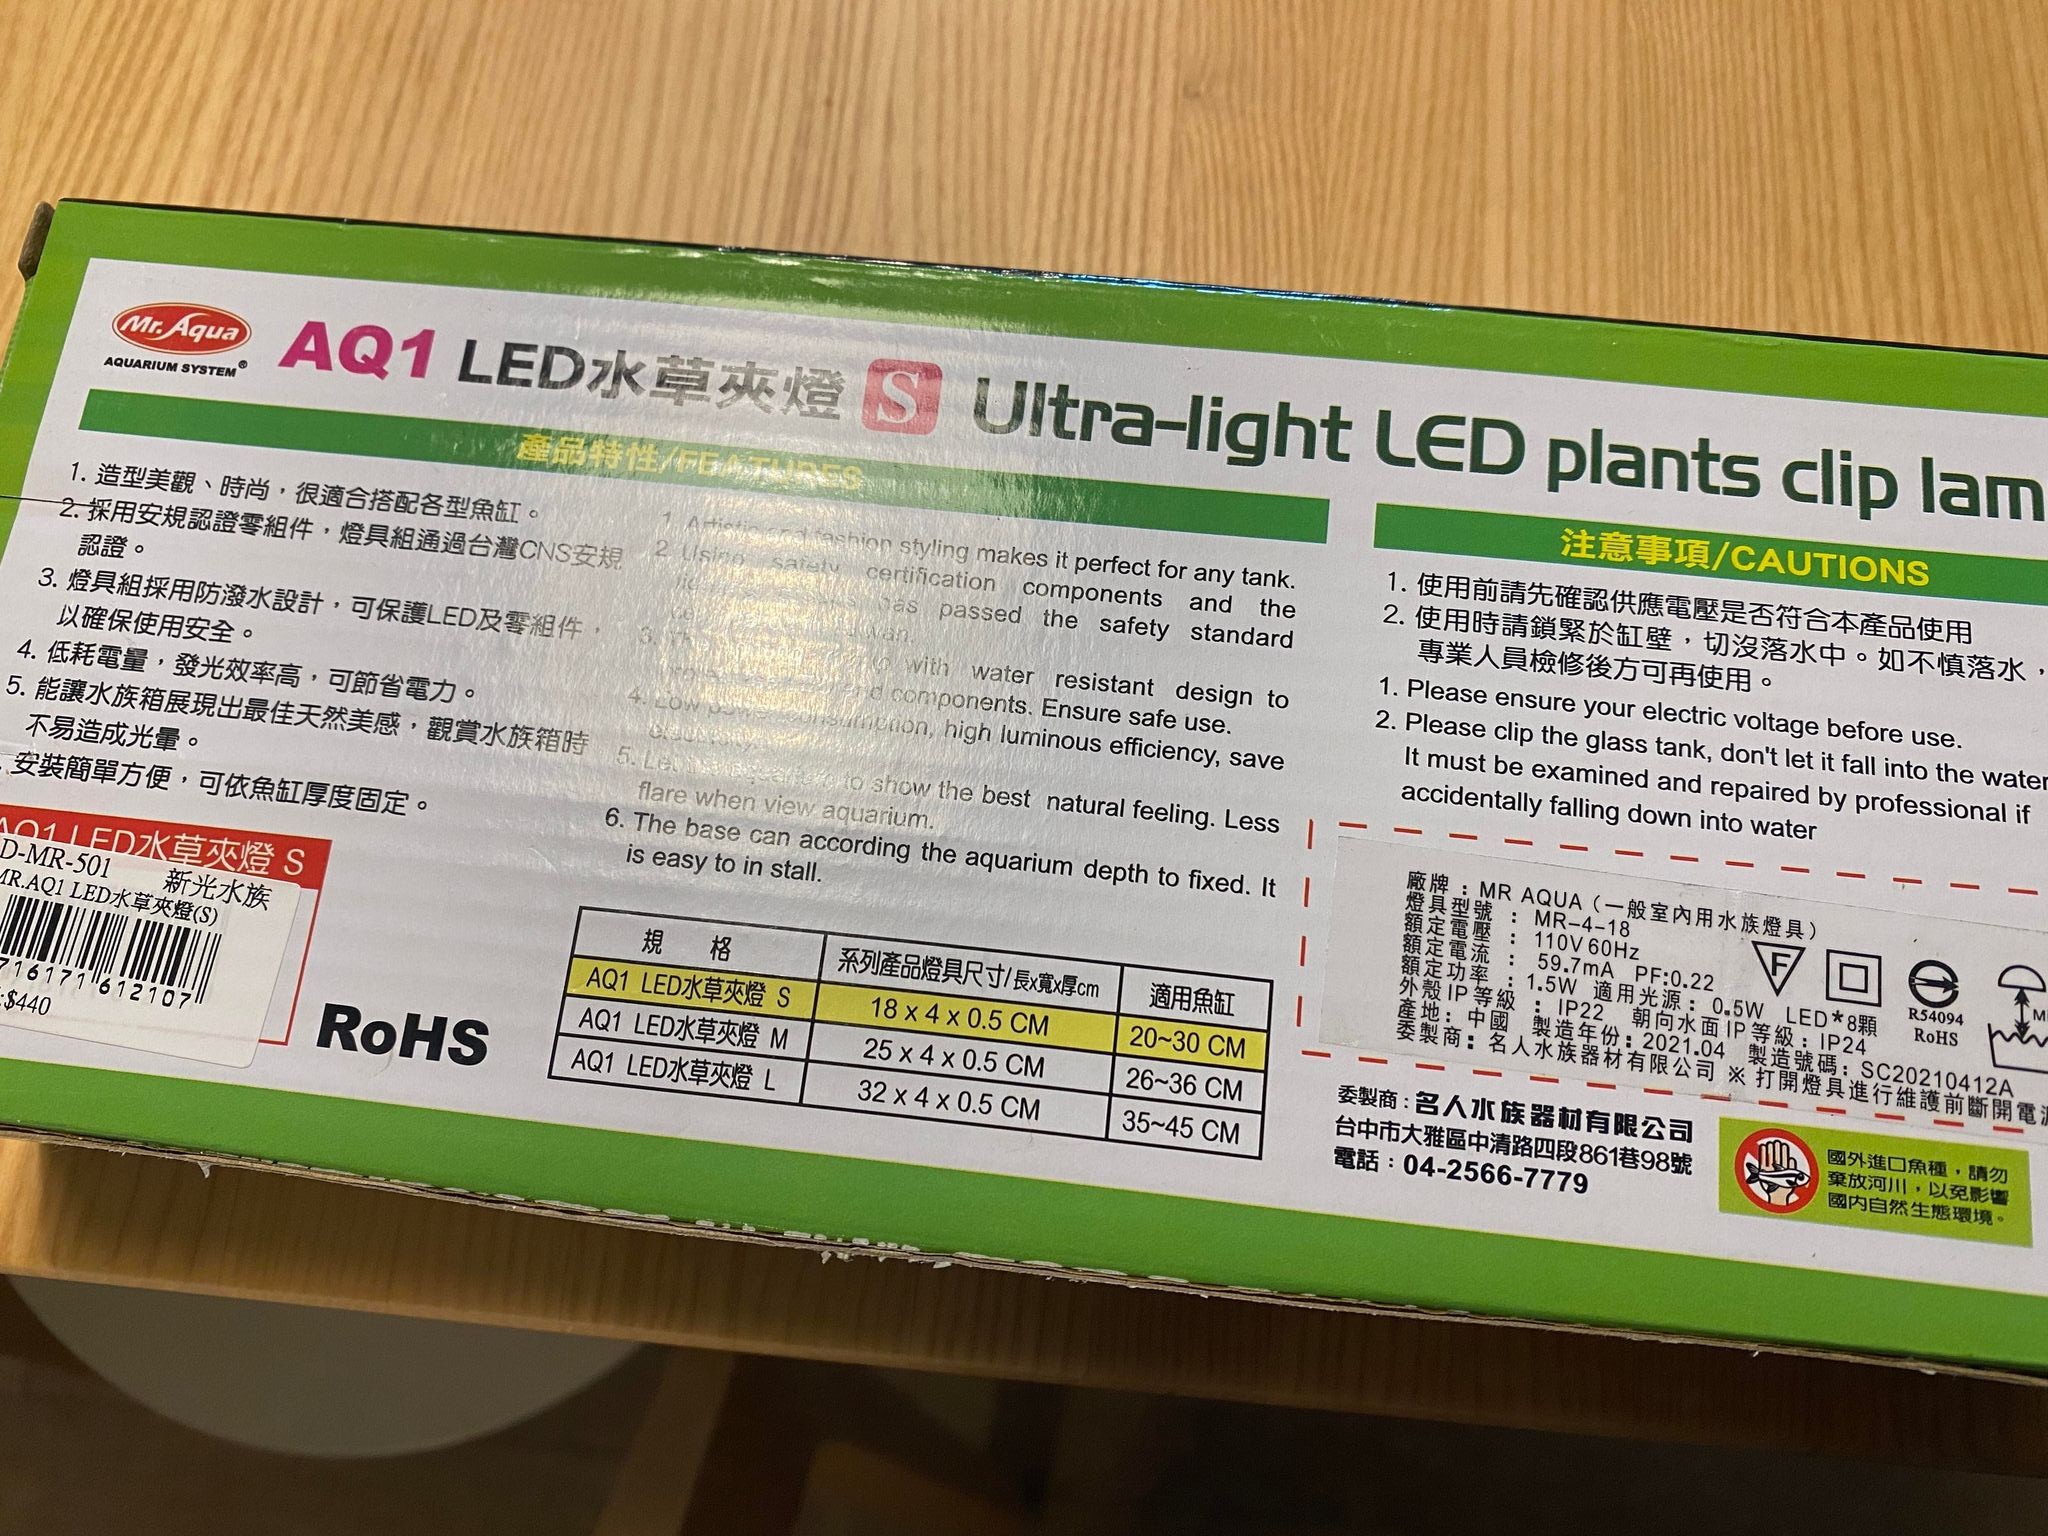 Mr. Aqua
AQUARIUM SYSTEM®
AQ1 LED水草夾燈 S Ultra-light LED plants clip lam
產品特性/FEATURES
1. 造型美觀、時尚，很適合搭配各型魚缸。
2. 採用安規認證零組件，燈具組通過台灣CNS安規
認證。
3. 燈具組採用防潑水設計，可保護LED及零組件，
以確保使用安全。
4. 低耗電量，發光效率高，可節省電力。
5. 能讓水族箱展現出最佳天然美感，觀賞水族箱時
不易造成光暈。
安裝簡單方便，可依魚缸厚度固定。
1. Artistic and fashion styling makes it perfect for any tank.
2. Using safety certification components and the
has passed the safety standard
3. with water resistant design to
components. Ensure safe use.
4. Low power consumption, high luminous efficiency, save
5. Let to show the best natural feeling. Less
flare when view aquarium.
6. The base can according the aquarium depth to fixed. It
is easy to in stall.
注意事項/CAUTIONS
1. 使用前請先確認供應電壓是否符合本產品使用
2. 使用時請鎖緊於缸壁，切沒落水中。如不慎落水，
專業人員檢修後方可再使用。
1. Please ensure your electric voltage before use.
2. Please clip the glass tank, don't let it fall into the water
It must be examined and repaired by professional if
accidentally falling down into water
AQ1 LED水草夾燈 S
D-MR-501 新光水族
MR.AQ1 LED水草夾燈(S)
716171 612107
:$440
RoHS
規 格 系列產品燈具尺寸/長x寬x厚cm 適用魚缸
AQ1 LED水草夾燈 S 18 x 4 x 0.5 CM 20~30 CM
AQ1 LED水草夾燈 M 25 x 4 x 0.5 CM 26~36 CM
AQ1 LED水草夾燈 L 32 x 4 x 0.5 CM 35~45 CM
廠牌：MR AQUA（一般室內用水族燈具）
燈具型號：MR-4-18
額定電壓：110V 60Hz
額定電流：59.7mA PF:0.22
額定功率：1.5W 適用光源：0.5W LED*8顆
外殼IP等級：IP22 朝向水面IP等級：IP24
產地：中國 製造年份：2021.04 製造號碼：SC20210412A
委製商：名人水族器材有限公司 ※打開燈具進行維護前斷開電源
F
R54094
RoHS
委製商：名人水族器材有限公司
台中市大雅區中清路四段861巷98號
電話：04-2566-7779
國外進口魚種，請勿
棄放河川，以免影響
國內自然生態環境。